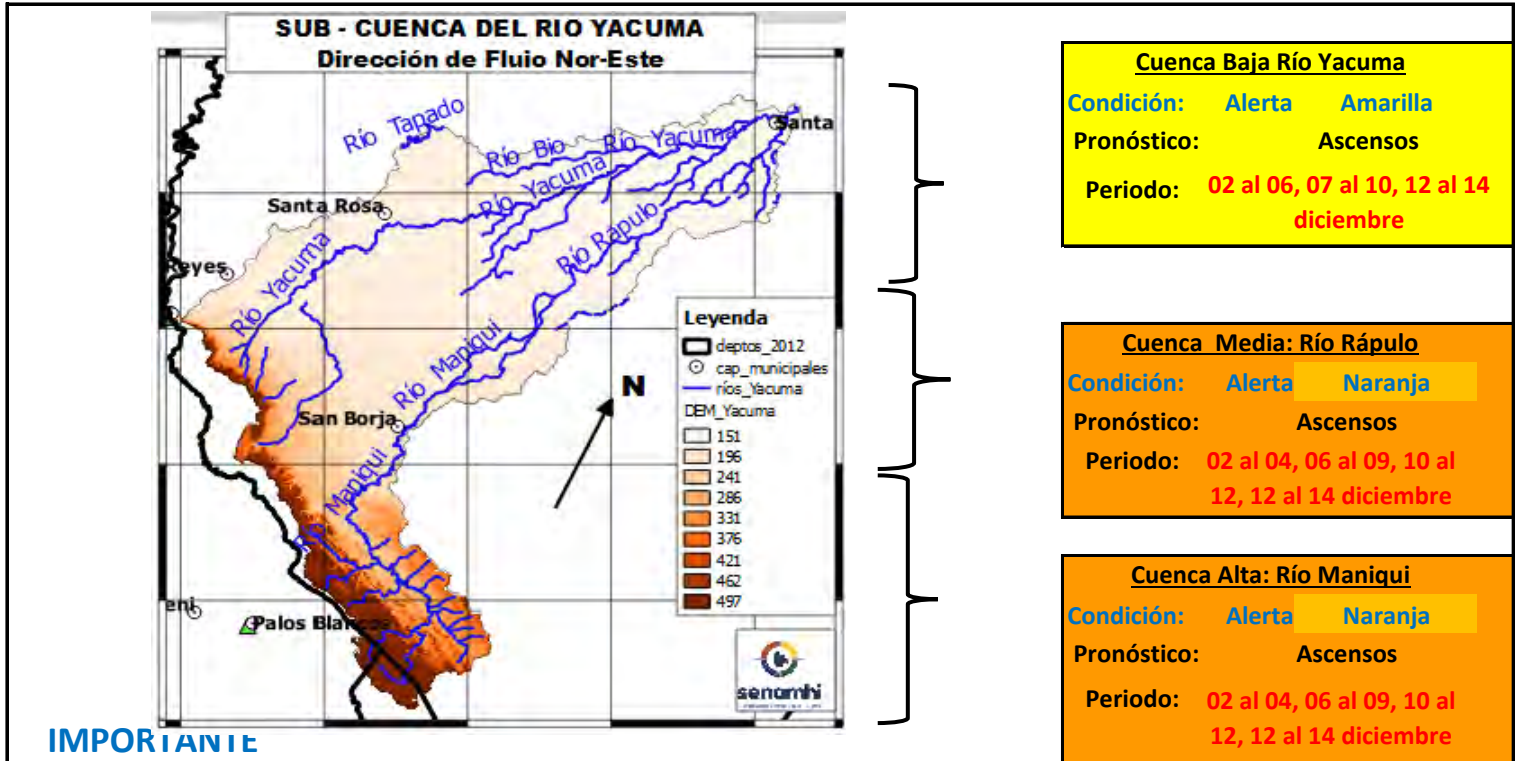 SUB - CUENCA DEL RIO YACUMA
Dirección de Fluio Nor-Este
Río Tapado
Río Bio Río Yacuma
Santa
Río Yacuma
Santa Rosa
Río Rápulo
Reyes
Río Yacuma
Río Maniqui
San Borja
Río Maniqui
eni
Palos Blancos
N
Leyenda
deptos_2012
cap_municipales
ríos_Yacuma
DEM_Yacuma
151
196
241
286
331
376
421
462
497
senamhi
Cuenca Baja Río Yacuma
Condición: Alerta Amarilla
Pronóstico: Ascensos
Periodo: 02 al 06, 07 al 10, 12 al 14
diciembre
Cuenca Media: Río Rápulo
Condición: Alerta Naranja
Pronóstico: Ascensos
Periodo: 02 al 04, 06 al 09, 10 al
12, 12 al 14 diciembre
Cuenca Alta: Río Maniqui
Condición: Alerta Naranja
Pronóstico: Ascensos
Periodo: 02 al 04, 06 al 09, 10 al
12, 12 al 14 diciembre
IMPORTANTE